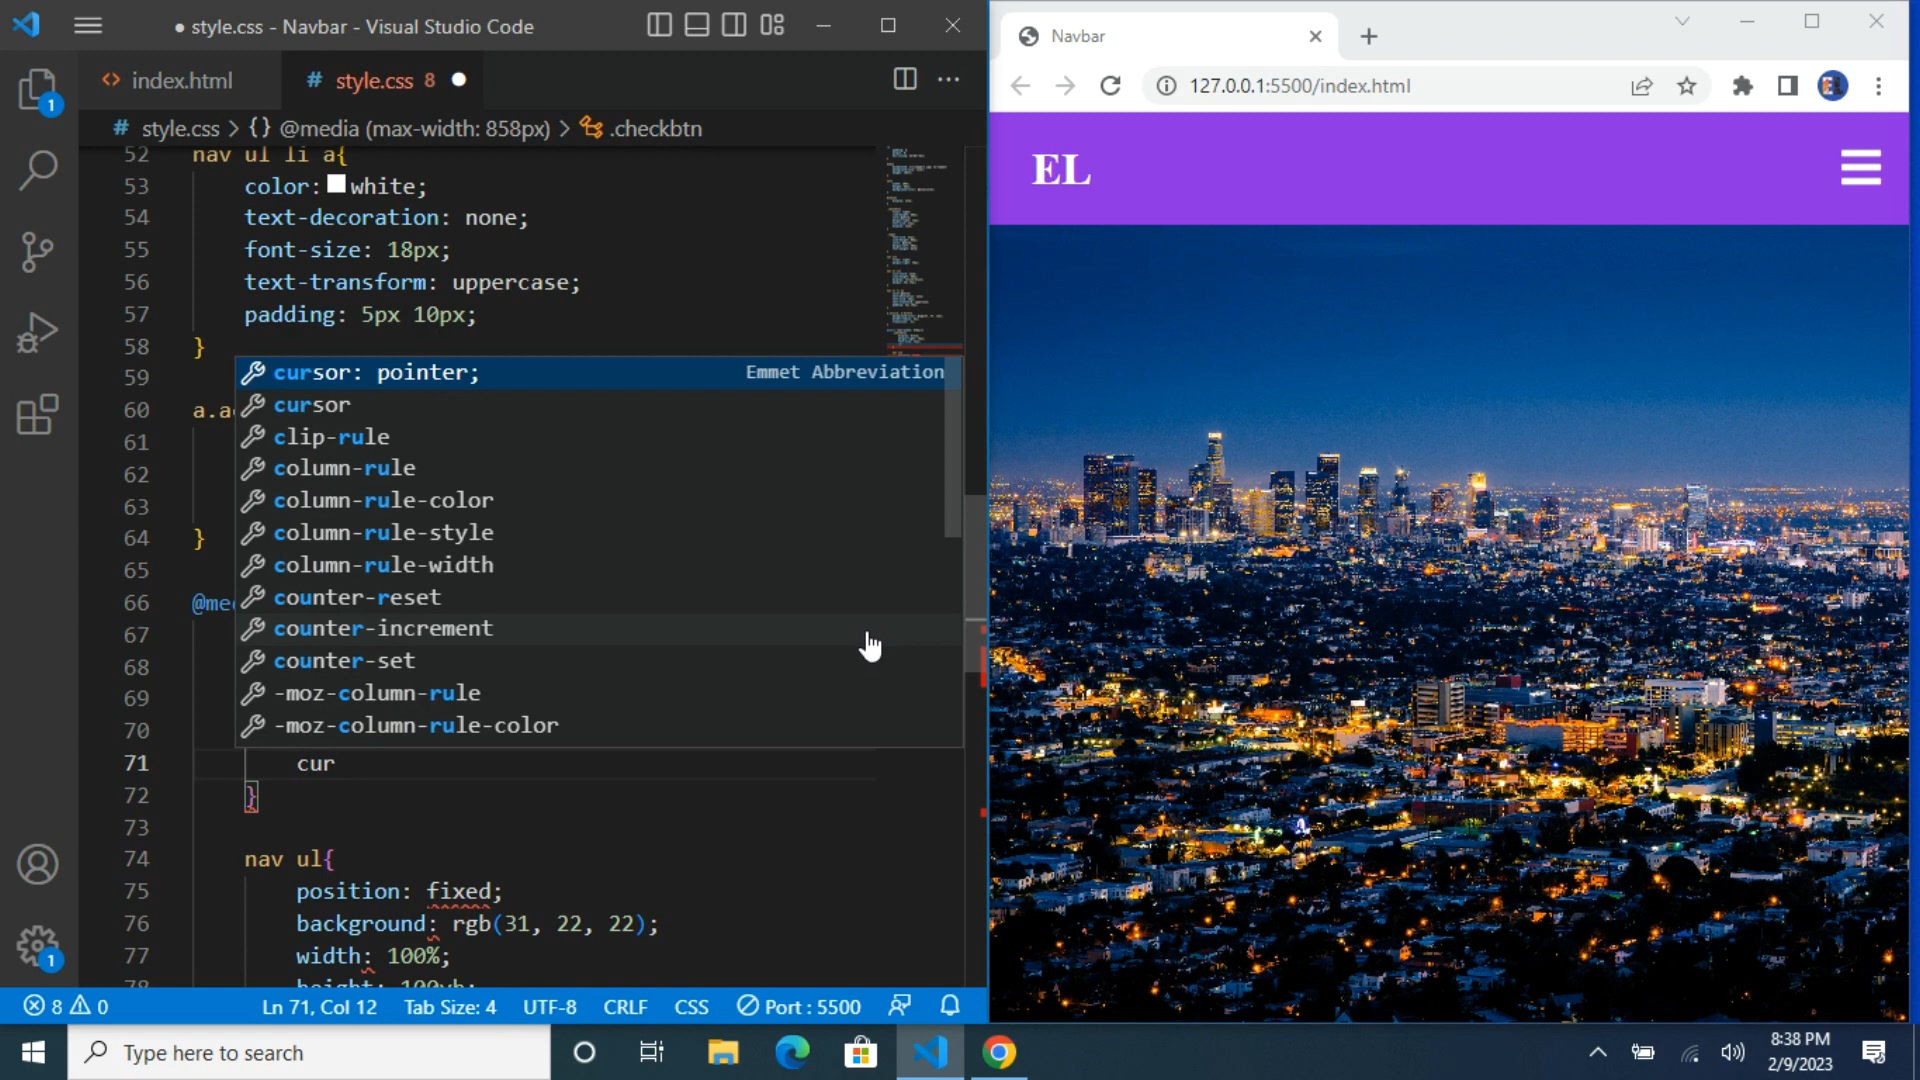 style.css - Navbar - Visual Studio Code
index.html
# style.css 8
# style.css > {} @media (max-width: 858px) > .checkbtn
52 nav ul li a{
53 color: white;
54 text-decoration: none;
55 font-size: 18px;
56 text-transform: uppercase;
57 padding: 5px 10px;
58 }
59
60 a.a
61
62
63
64 }
65
66 @me
67
68
69
70
cursor: pointer; Emmet Abbreviation
cursor
clip-rule
column-rule
column-rule-color
column-rule-style
column-rule-width
counter-reset
counter-increment
counter-set
-moz-column-rule
-moz-column-rule-color
71 cur
72 }
73
74 nav ul{
75 position: fixed;
76 background: rgb(31, 22, 22);
77 width: 100%;
78 height: 100vh;
1
1
8 0 Ln 71, Col 12 Tab Size: 4 UTF-8 CRLF CSS Port : 5500
Navbar
127.0.0.1:5500/index.html
EL
Type here to search
8:38 PM
2/9/2023